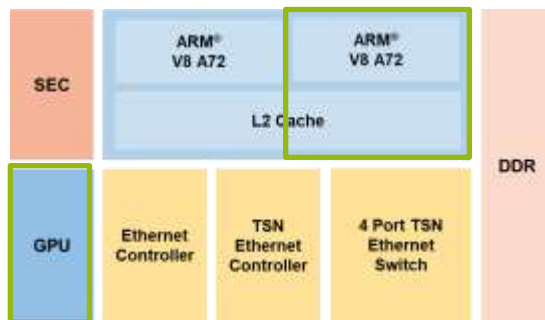 SEC
ARM®
V8 A72
ARM®
V8 A72
L2 Cache
DDR
GPU
Ethernet
Controller
TSN
Ethernet
Controller
4 Port TSN
Ethernet
Switch